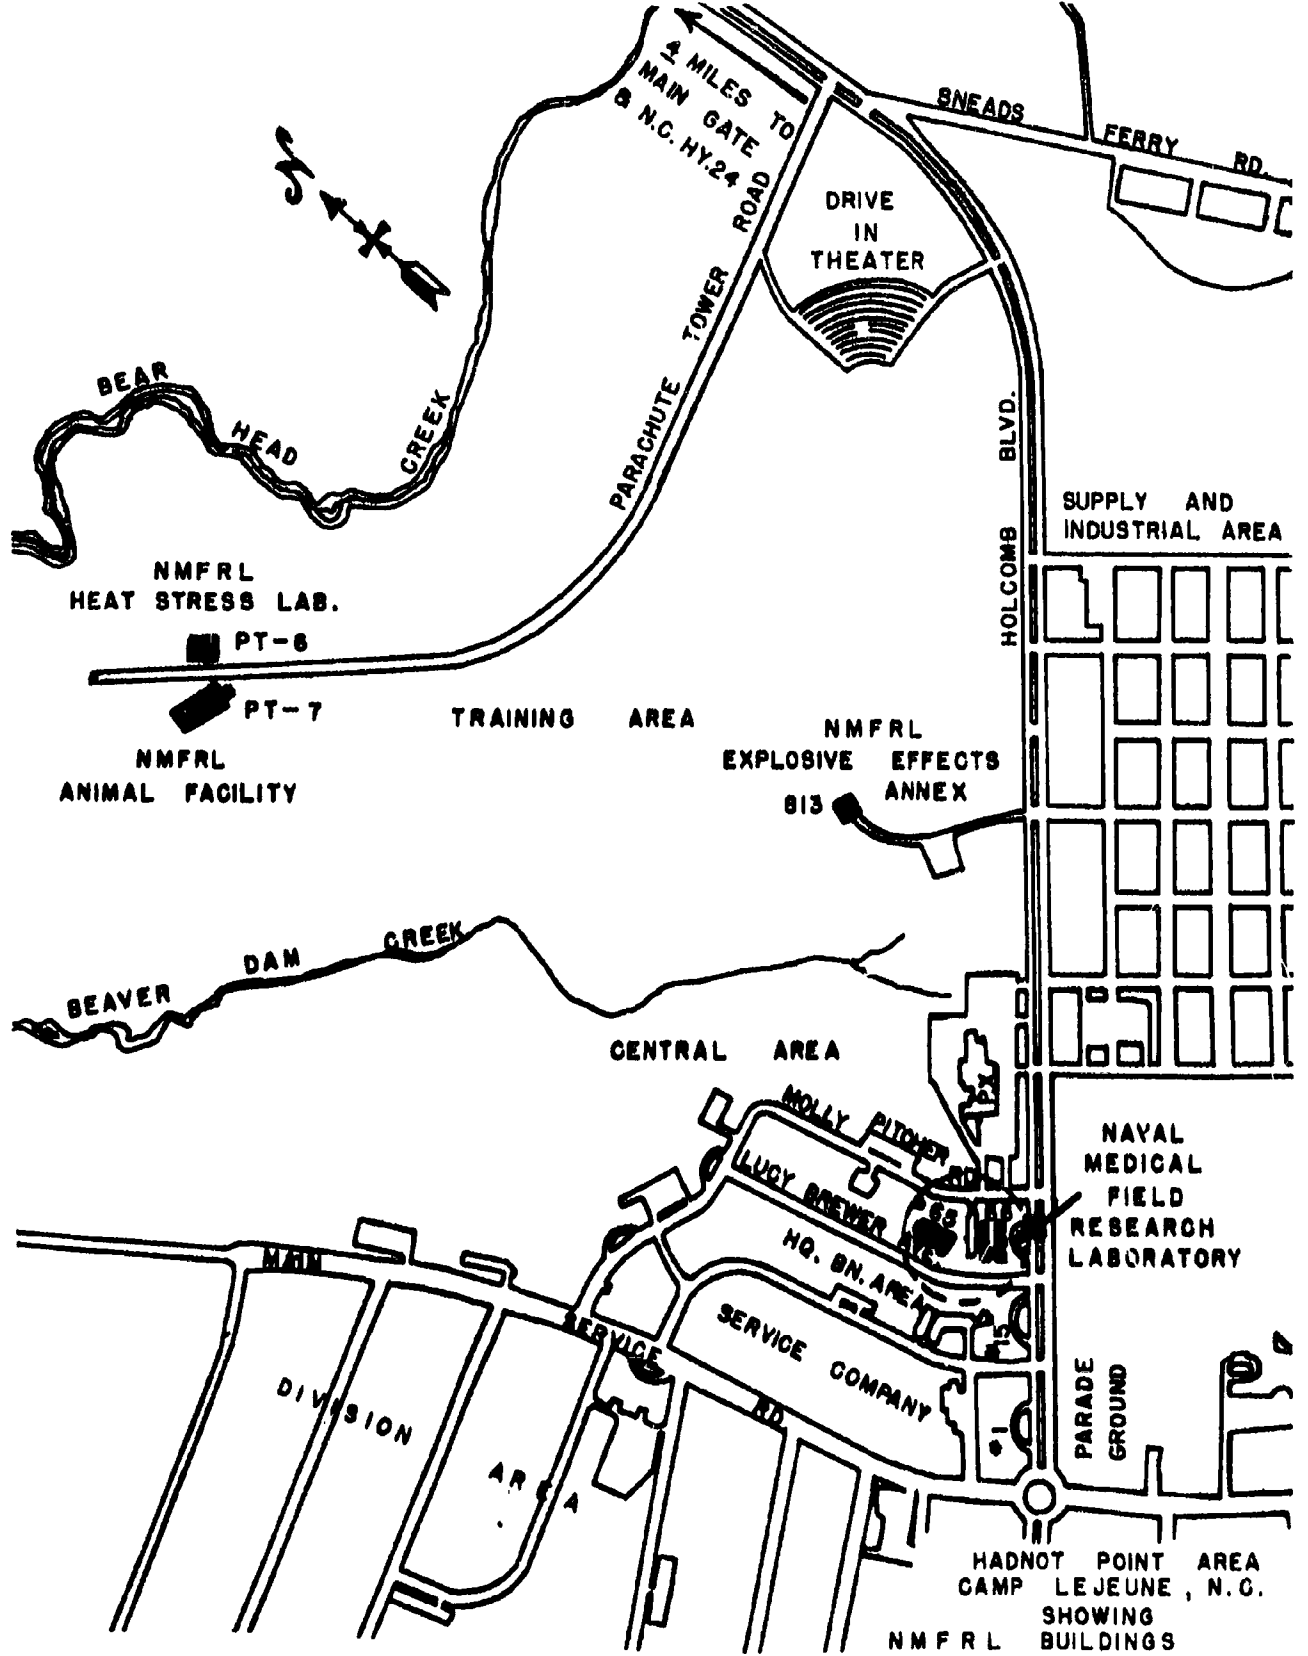 4 MILES TO
MAIN GATE
& N.C. HY. 24
SNEADS FERRY RD.
N
DRIVE
IN
THEATER
PARACHUTE TOWER ROAD
BEAR HEAD CREEK
HOLCOMB BLVD.
SUPPLY AND
INDUSTRIAL AREA
NMFRL
HEAT STRESS LAB.
PT-6
PT-7
NMFRL
ANIMAL FACILITY
TRAINING AREA
NMFRL
EXPLOSIVE EFFECTS
ANNEX
813
BEAVER DAM CREEK
CENTRAL AREA
PX
MOLLY PITCHER RD.
LUCY BREWER
65
NAVAL
MEDICAL
FIELD
RESEARCH
LABORATORY
HQ. BN. AREA
#15
MAIN SERVICE RD.
SERVICE COMPANY
DIVISION AREA
#1
PARADE
GROUND
HADNOT POINT AREA
CAMP LEJEUNE, N.C.
SHOWING
NMFRL BUILDINGS